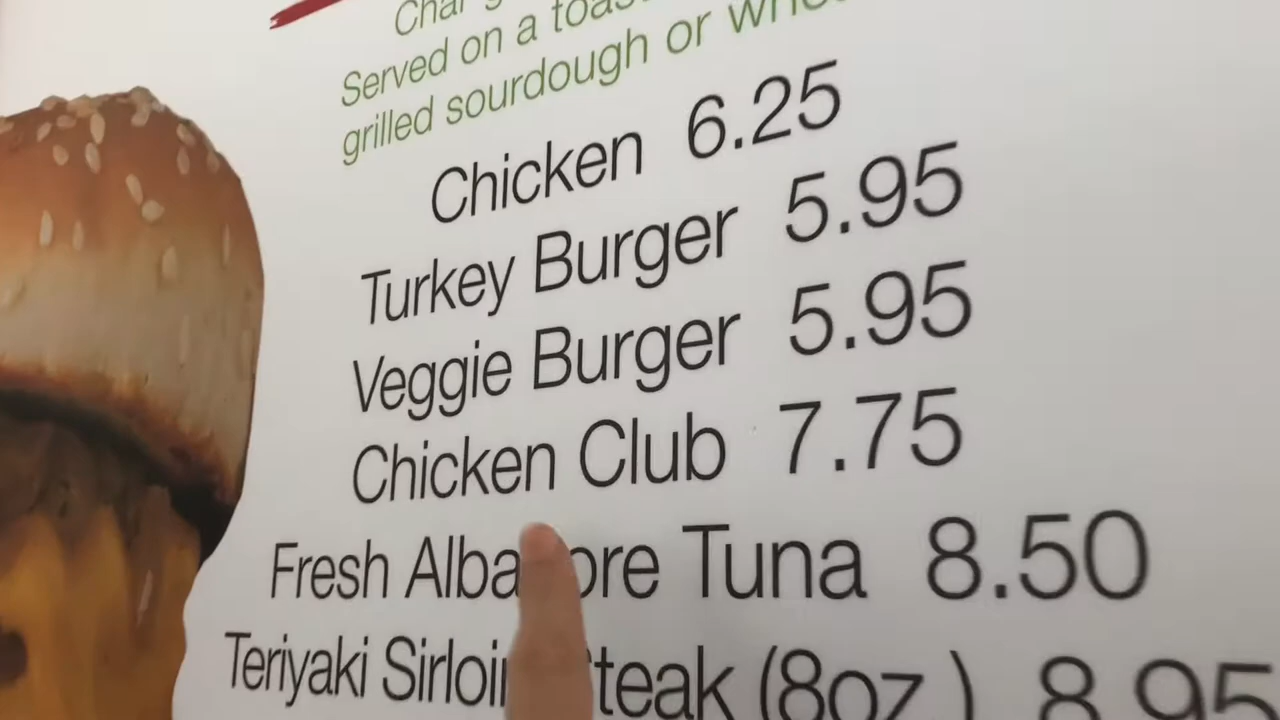 Served on a
grilled sourdough or
Chicken 6.25
Turkey Burger 5.95
Veggie Burger 5.95
Chicken Club 7.75
Fresh Tuna 8.50
Teriyaki (8oz.) 8.95